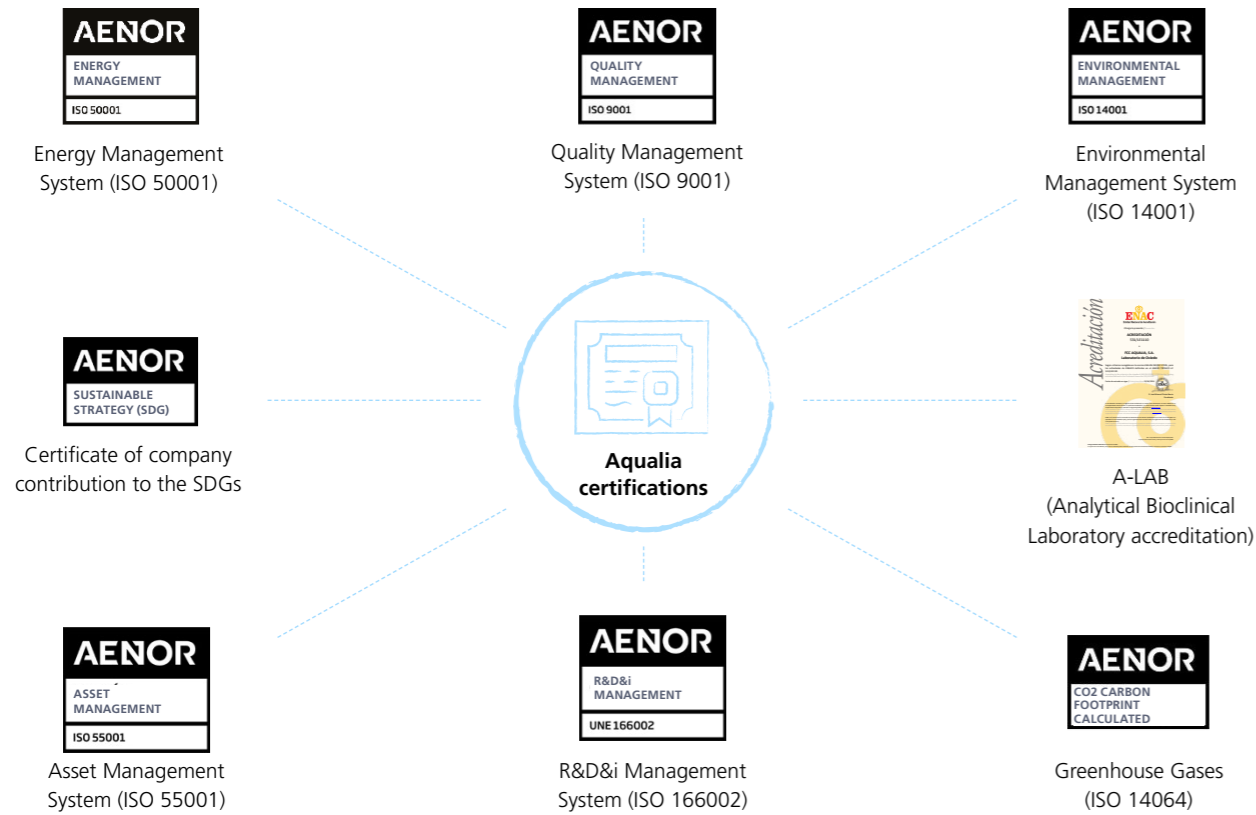 AENOR
ENERGY
MANAGEMENT
ISO 50001
Energy Management
System (ISO 50001)
AENOR
QUALITY
MANAGEMENT
ISO 9001
Quality Management
System (ISO 9001)
AENOR
ENVIRONMENTAL
MANAGEMENT
ISO 14001
Environmental
Management System
(ISO 14001)
AENOR
SUSTAINABLE
STRATEGY (SDG)
Certificate of company
contribution to the SDGs
Aqualia
certifications
Acreditación
ENAC
ACREDITACIÓN
A-LAB
(Analytical Bioclinical
Laboratory accreditation)
AENOR
ASSET
MANAGEMENT
ISO 55001
Asset Management
System (ISO 55001)
AENOR
R&D&i
MANAGEMENT
UNE 166002
R&D&i Management
System (ISO 166002)
AENOR
CO2 CARBON
FOOTPRINT
CALCULATED
Greenhouse Gases
(ISO 14064)